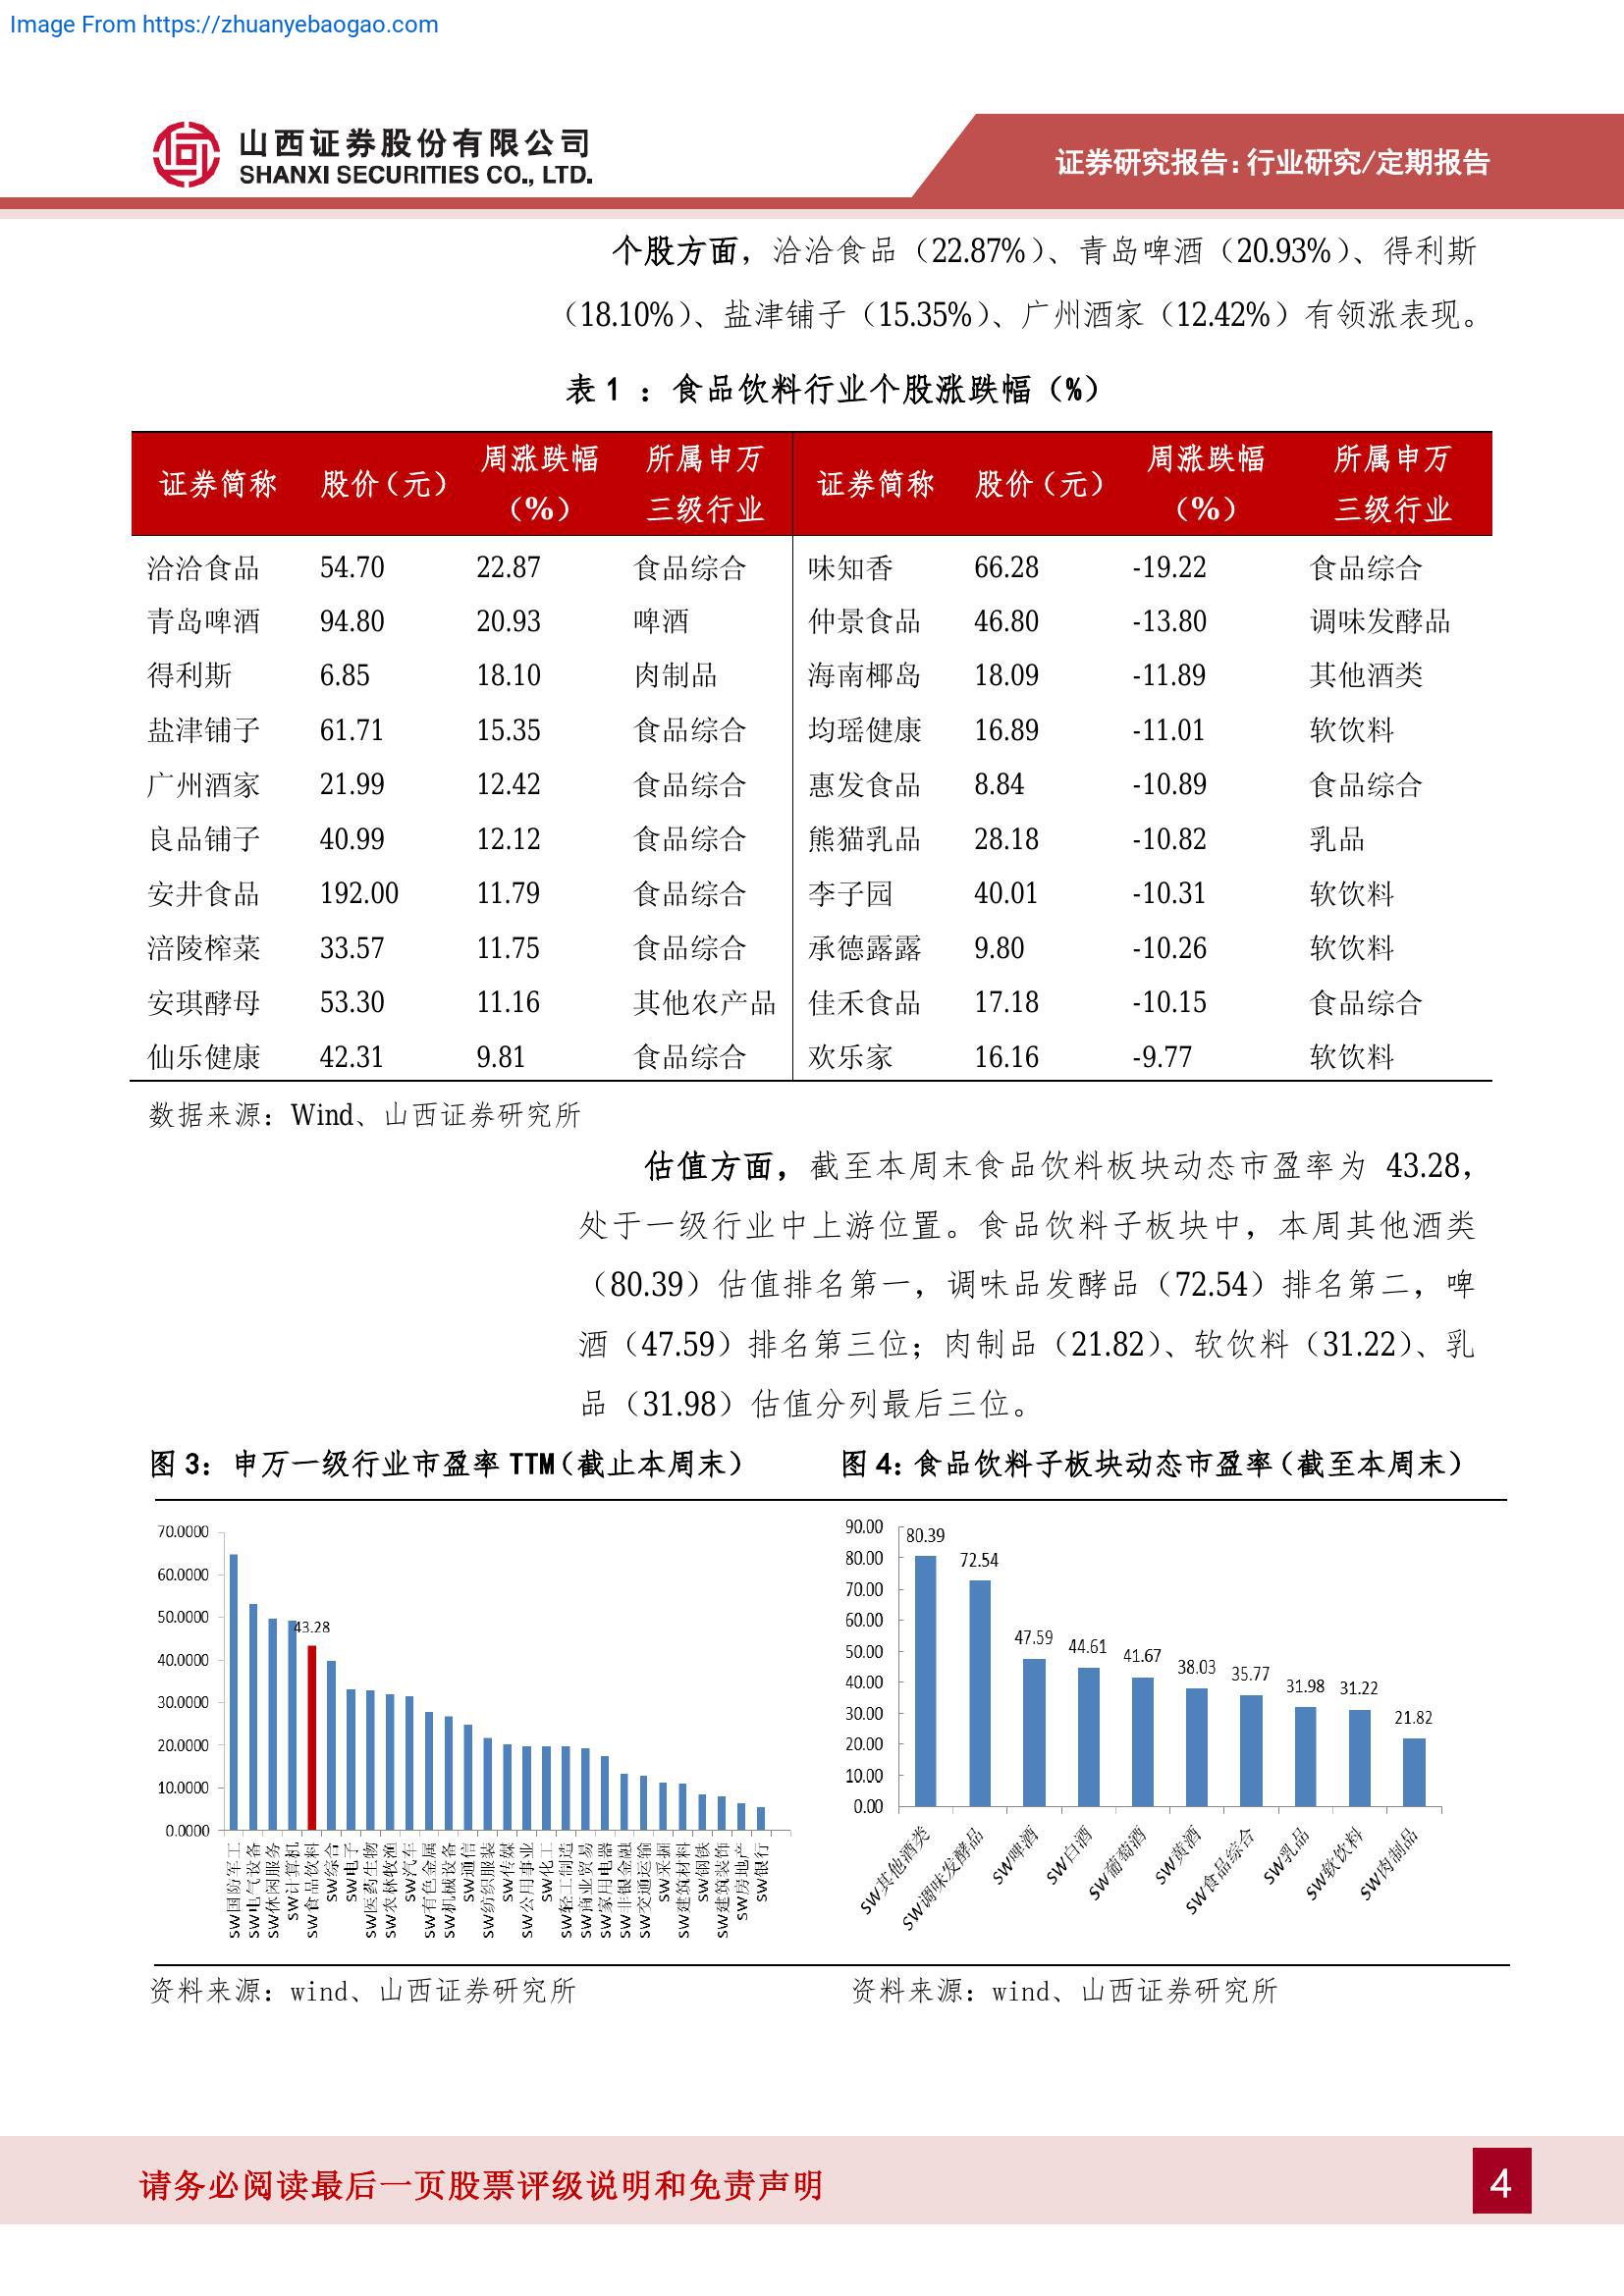 Image From https://zhuanyebaogao.com
山西证券股份有限公司
SHANXI SECURITIES CO., LTD.
证券研究报告:行业研究/定期报告
个股方面，洽洽食品（22.87%）、青岛啤酒（20.93%）、得利斯
（18.10%）、盐津铺子（15.35%）、广州酒家（12.42%）有领涨表现。
表 1 ：食品饮料行业个股涨跌幅（%）
证券简称 股价（元） 周涨跌幅（%） 所属申万三级行业 证券简称 股价（元） 周涨跌幅（%） 所属申万三级行业
洽洽食品 54.70 22.87 食品综合 味知香 66.28 -19.22 食品综合
青岛啤酒 94.80 20.93 啤酒 仲景食品 46.80 -13.80 调味发酵品
得利斯 6.85 18.10 肉制品 海南椰岛 18.09 -11.89 其他酒类
盐津铺子 61.71 15.35 食品综合 均瑶健康 16.89 -11.01 软饮料
广州酒家 21.99 12.42 食品综合 惠发食品 8.84 -10.89 食品综合
良品铺子 40.99 12.12 食品综合 熊猫乳品 28.18 -10.82 乳品
安井食品 192.00 11.79 食品综合 李子园 40.01 -10.31 软饮料
涪陵榨菜 33.57 11.75 食品综合 承德露露 9.80 -10.26 软饮料
安琪酵母 53.30 11.16 其他农产品 佳禾食品 17.18 -10.15 食品综合
仙乐健康 42.31 9.81 食品综合 欢乐家 16.16 -9.77 软饮料
数据来源：Wind、山西证券研究所
估值方面，截至本周末食品饮料板块动态市盈率为 43.28，
处于一级行业中上游位置。食品饮料子板块中，本周其他酒类
（80.39）估值排名第一，调味品发酵品（72.54）排名第二，啤
酒（47.59）排名第三位；肉制品（21.82）、软饮料（31.22）、乳
品（31.98）估值分列最后三位。
图 3：申万一级行业市盈率 TTM（截止本周末）
70.0000
60.0000
50.0000
40.0000
30.0000
20.0000
10.0000
0.0000
43.28
SW国防军工
SW电气设备
SW休闲服务
SW计算机
SW食品饮料
SW综合
SW电子
SW医药生物
SW农林牧渔
SW汽车
SW有色金属
SW机械设备
SW通信
SW纺织服装
SW传媒
SW公用事业
SW化工
SW轻工制造
SW商业贸易
SW家用电器
SW非银金融
SW交通运输
SW采掘
SW建筑材料
SW钢铁
SW建筑装饰
SW房地产
SW银行
资料来源：wind、山西证券研究所
图 4：食品饮料子板块动态市盈率（截至本周末）
90.00
80.00
70.00
60.00
50.00
40.00
30.00
20.00
10.00
0.00
80.39
72.54
47.59
44.61
41.67
38.03
35.77
31.98
31.22
21.82
SW其他酒类
SW调味发酵品
SW啤酒
SW白酒
SW葡萄酒
SW黄酒
SW食品综合
SW乳品
SW软饮料
SW肉制品
资料来源：wind、山西证券研究所
请务必阅读最后一页股票评级说明和免责声明
4